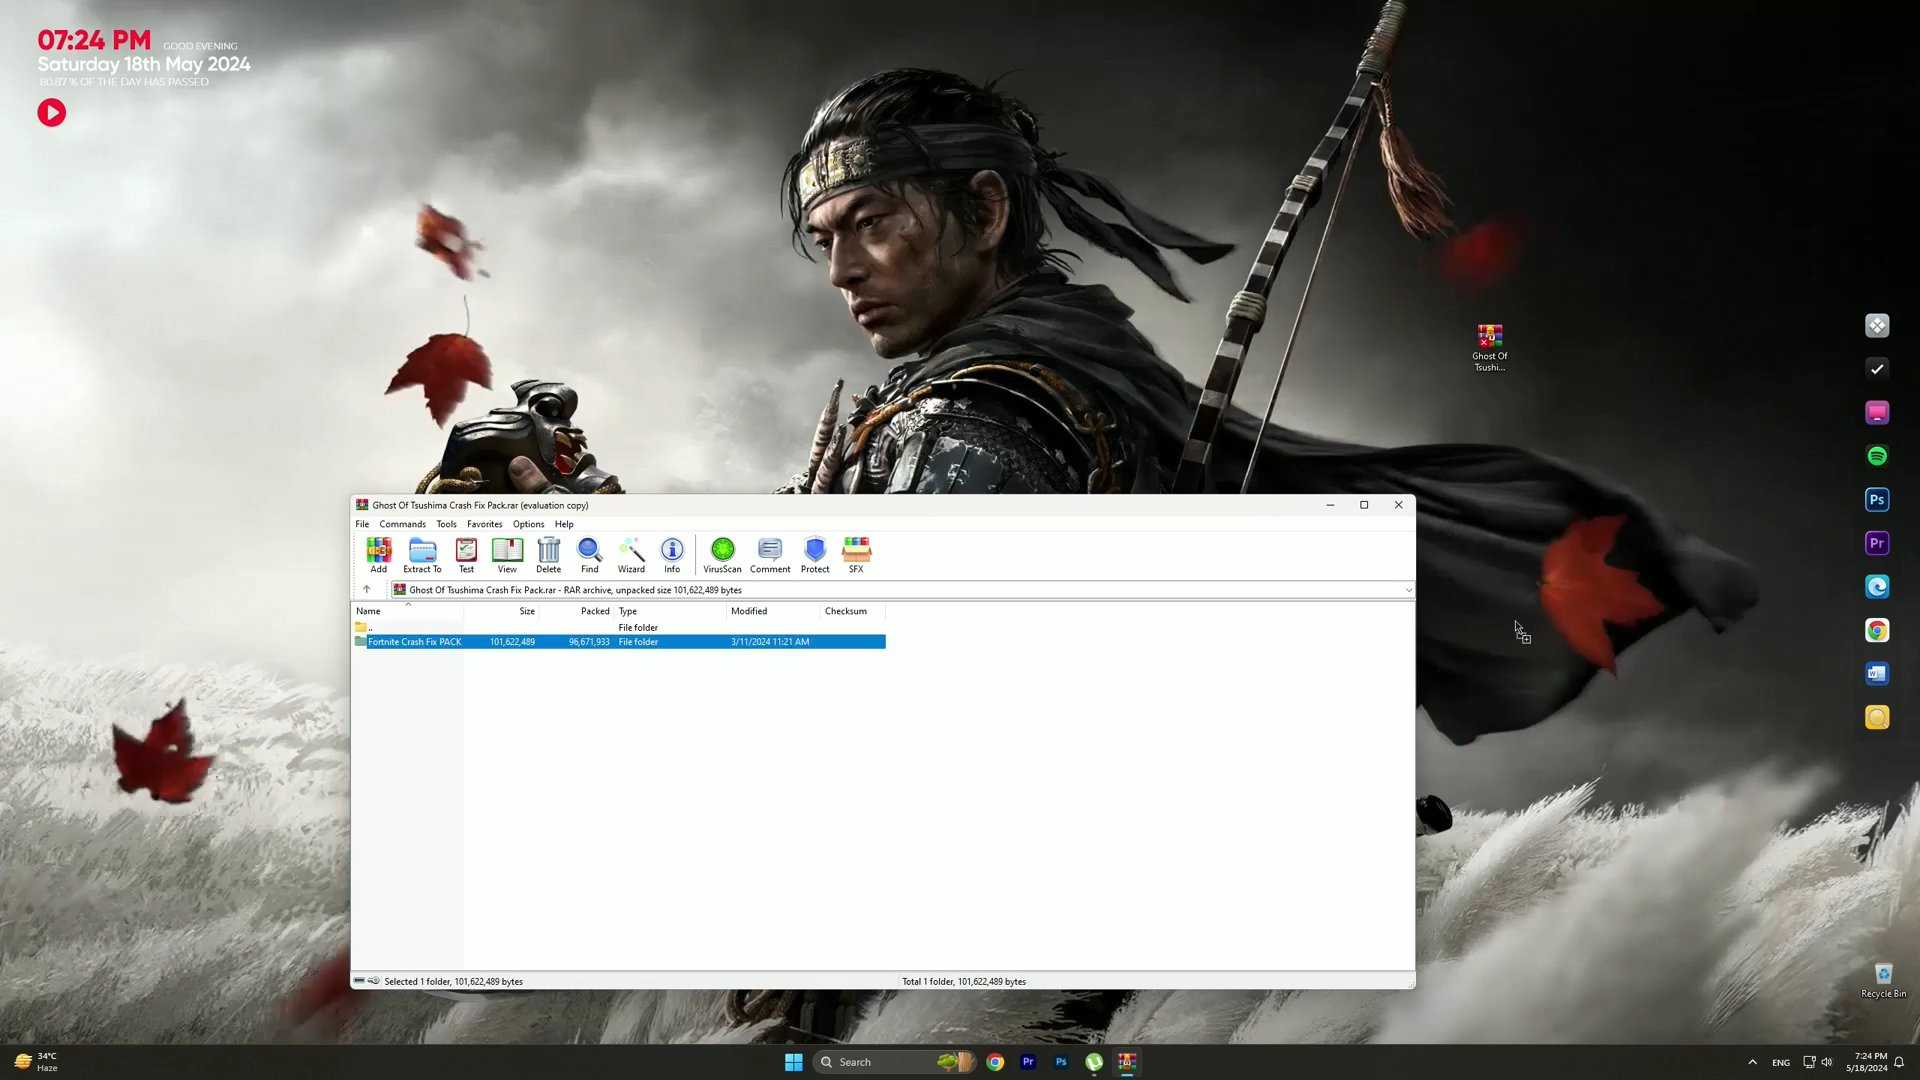 07:24 PM GOOD EVENING
Saturday 18th May 2024
80.87 % OF THE DAY HAS PASSED
Ghost Of
Tsushi...
Ghost Of Tsushima Crash Fix Pack.rar (evaluation copy)
File Commands Tools Favorites Options Help
Add Extract To Test View Delete Find Wizard Info VirusScan Comment Protect SFX
Ghost Of Tsushima Crash Fix Pack.rar - RAR archive, unpacked size 101,622,489 bytes
Name Size Packed Type Modified Checksum
.. File folder
Fortnite Crash Fix PACK 101,622,489 96,671,933 File folder 3/11/2024 11:21 AM
Selected 1 folder, 101,622,489 bytes Total 1 folder, 101,622,489 bytes
Ps
Pr
W
Recycle Bin
34°C
Haze
Search
Pr
Ps
ENG
7:24 PM
5/18/2024